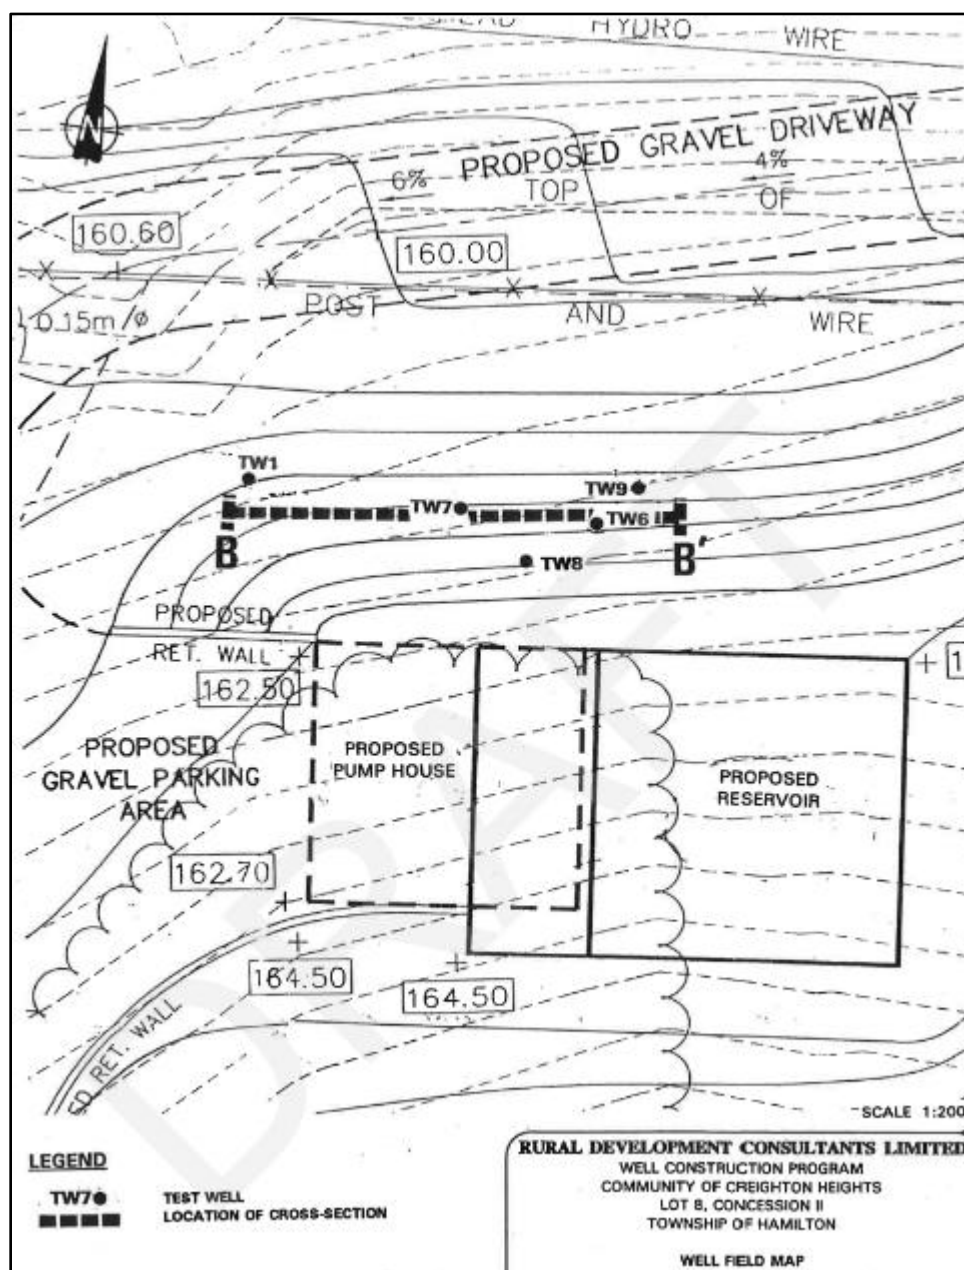 HYDRO WIRE
N
PROPOSED GRAVEL DRIVEWAY
6% TOP 4% OF
160.60
160.00
POST AND WIRE
0.15m/ø
TW1
TW9
TW7
TW6
B
B'
TW8
PROPOSED
RET. WALL
162.50
PROPOSED
GRAVEL PARKING
AREA
PROPOSED
PUMP HOUSE
PROPOSED
RESERVOIR
162.70
164.50
164.50
RET. WALL
DRAFT
SCALE 1:200
LEGEND
TW7 TEST WELL
LOCATION OF CROSS-SECTION
RURAL DEVELOPMENT CONSULTANTS LIMITED
WELL CONSTRUCTION PROGRAM
COMMUNITY OF CREIGHTON HEIGHTS
LOT 8, CONCESSION II
TOWNSHIP OF HAMILTON
WELL FIELD MAP